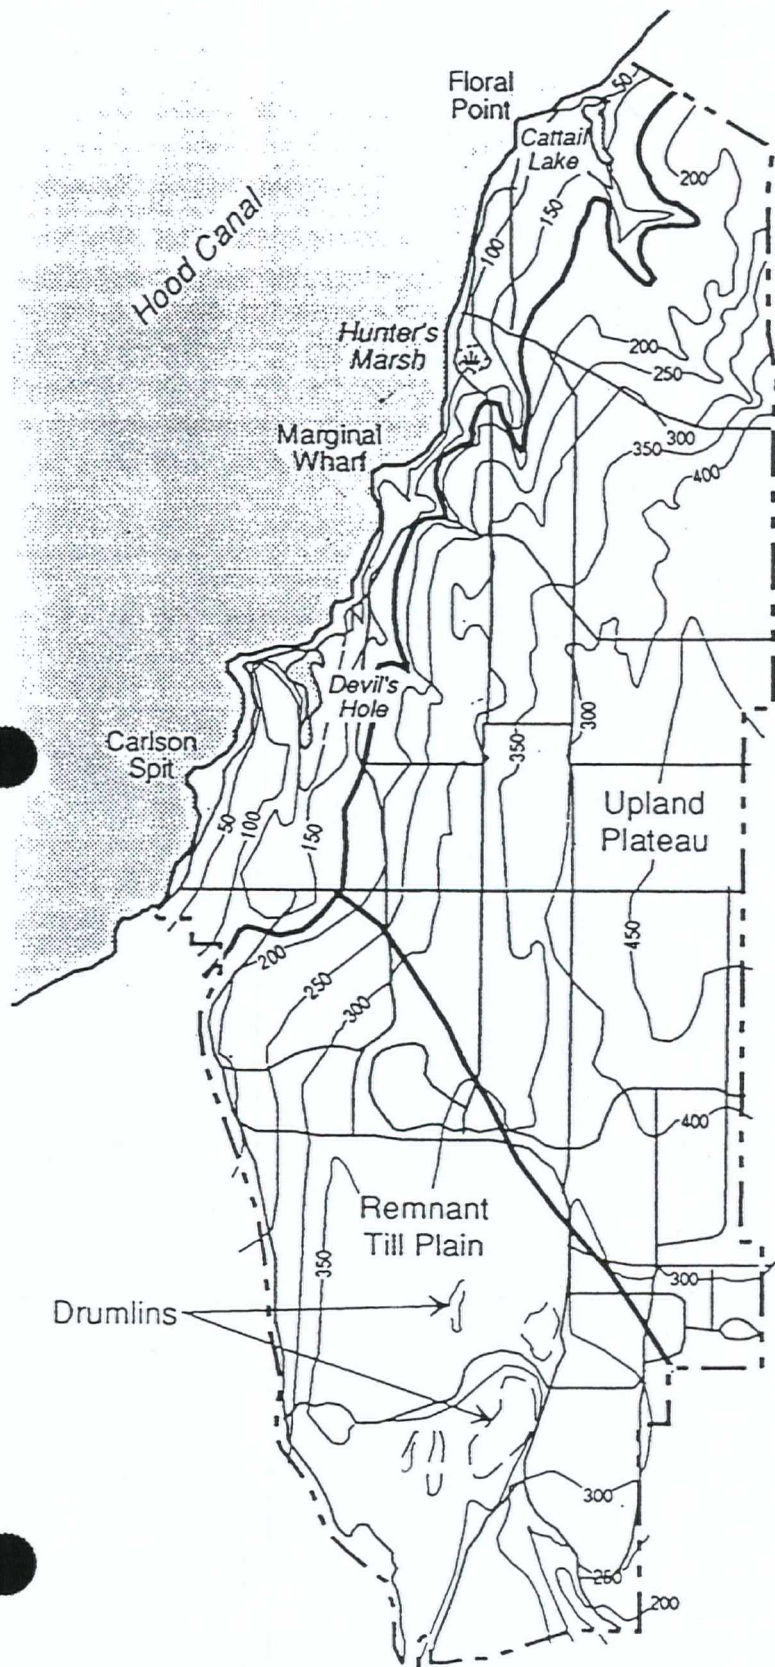 Floral
Point
50
Cattail
Lake
200
150
100
Hood Canal
Hunter's
Marsh
200
250
300
Marginal
Wharf
350
400
Devil's
Hole
300
350
Carlson
Spit
Upland
Plateau
50
100
150
450
200
250
300
400
Remnant
Till Plain
350
300
Drumlins
300
250
200